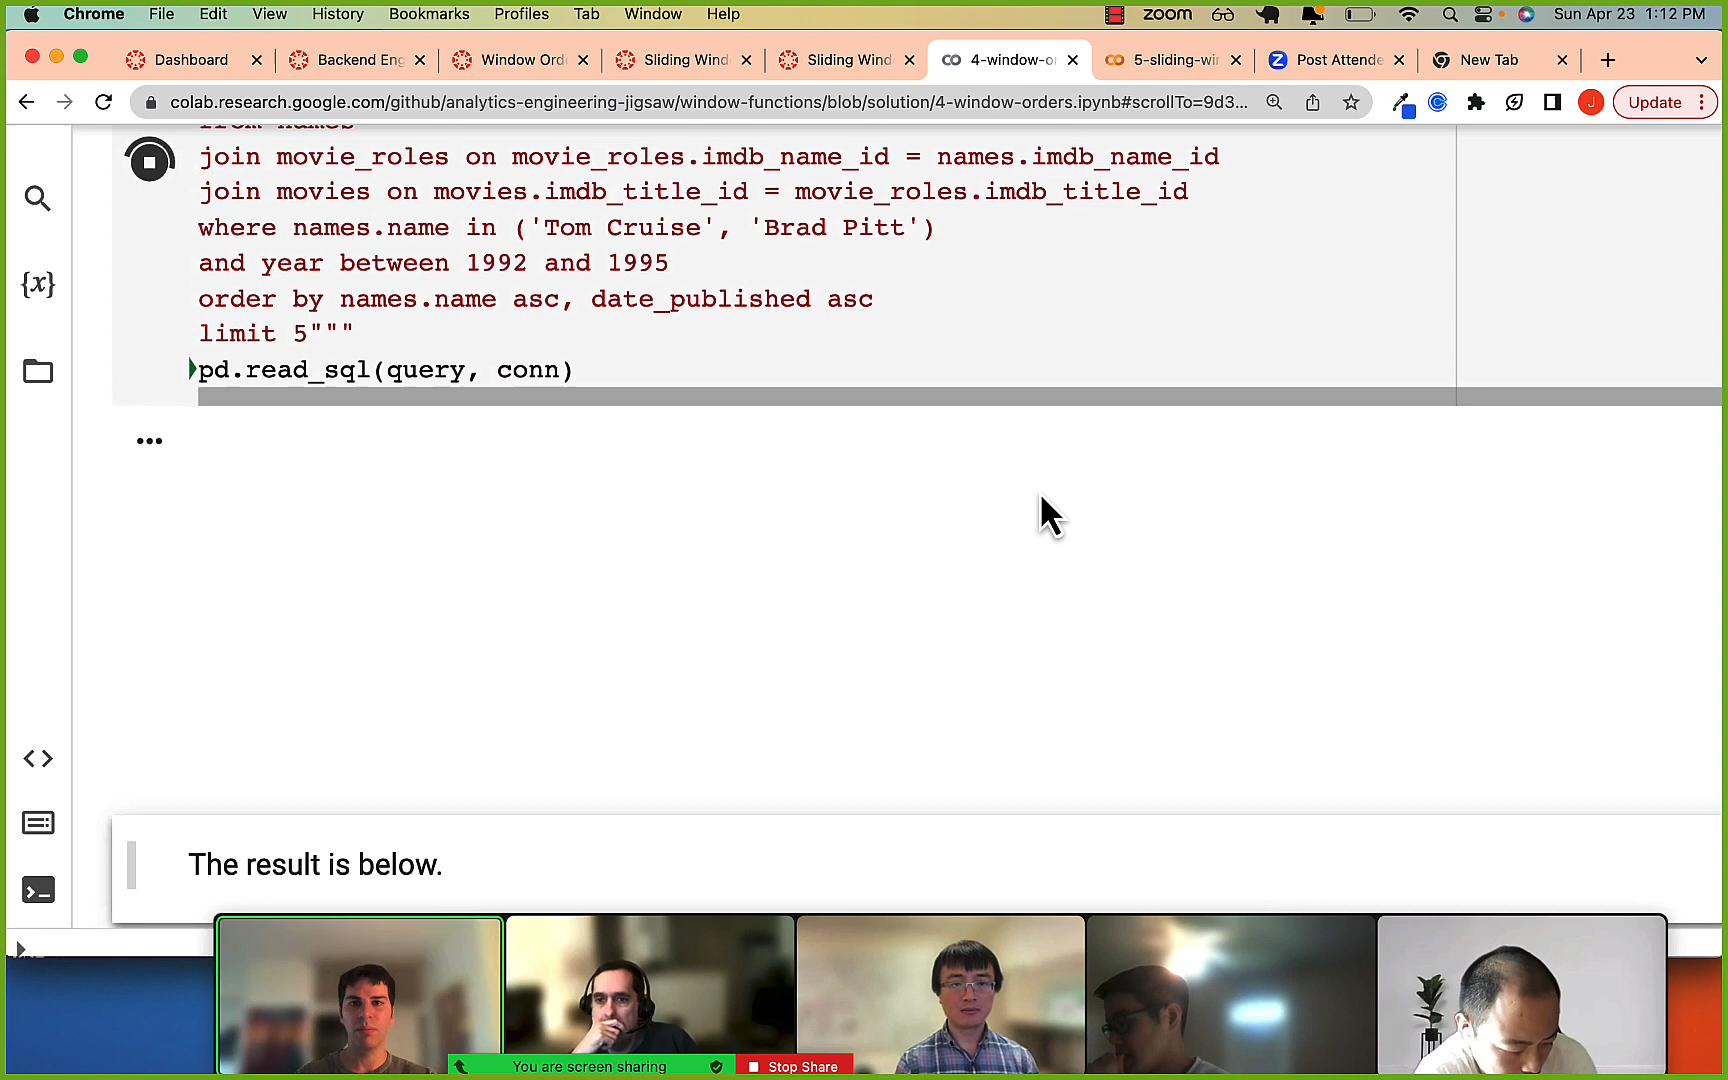 Chrome File Edit View History Bookmarks Profiles Tab Window Help zoom Sun Apr 23 1:12 PM
Dashboard Backend Eng Window Ord Sliding Wind Sliding Wind 4-window-or 5-sliding-wir Post Attende New Tab
colab.research.google.com/github/analytics-engineering-jigsaw/window-functions/blob/solution/4-window-orders.ipynb#scrollTo=9d3... J Update
from names
join movie_roles on movie_roles.imdb_name_id = names.imdb_name_id
join movies on movies.imdb_title_id = movie_roles.imdb_title_id
where names.name in ('Tom Cruise', 'Brad Pitt')
and year between 1992 and 1995
order by names.name asc, date_published asc
limit 5"""
pd.read_sql(query, conn)
{x}
The result is below.
You are screen sharing Stop Share